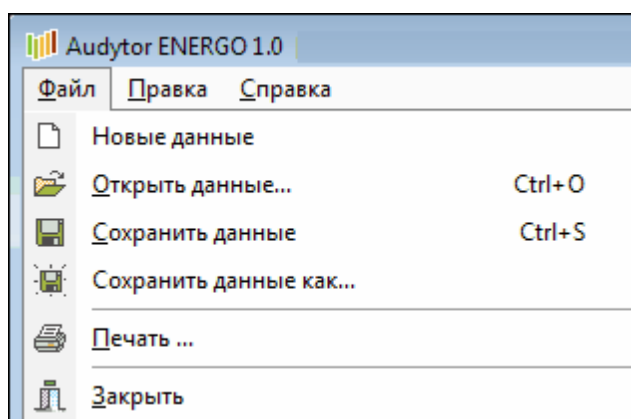 Audytor ENERGO 1.0
Файл Правка Справка
Новые данные
Открыть данные... Ctrl+O
Сохранить данные Ctrl+S
Сохранить данные как...
Печать ...
Закрыть